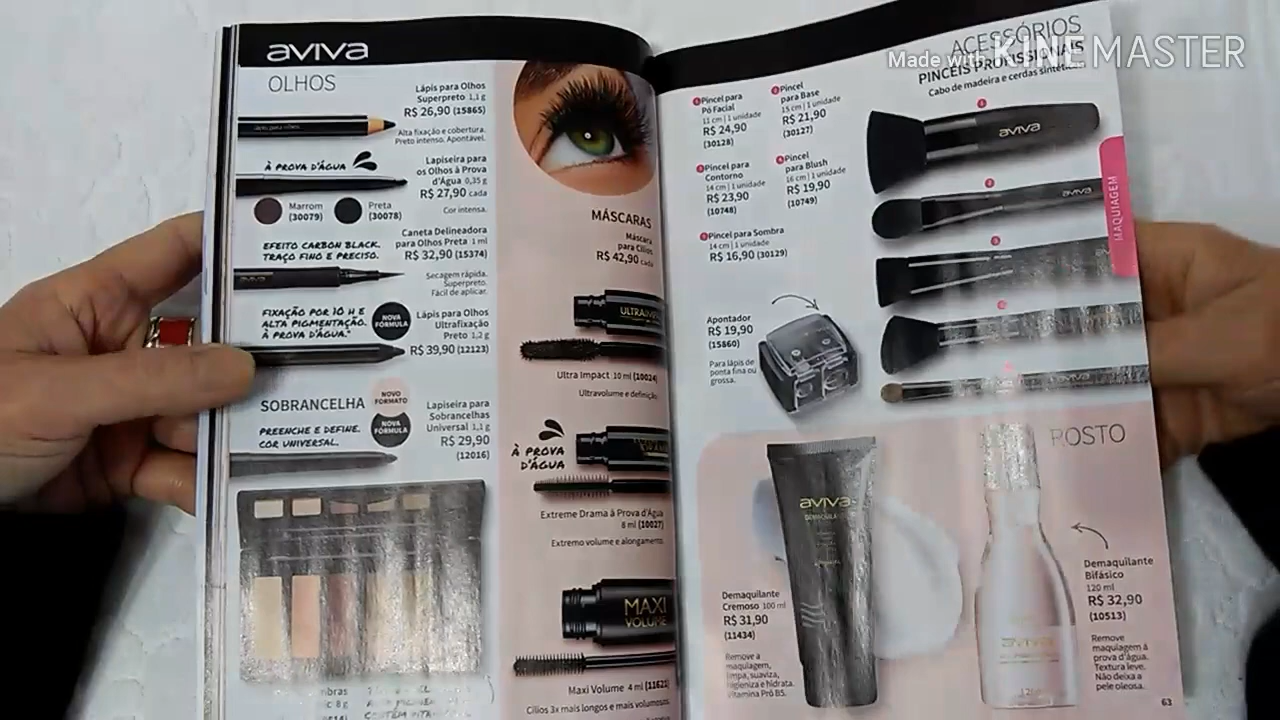 aviva
OLHOS
Lápis para Olhos
Superpreto 1,1 g
R$ 26,90 (15865)
Alta fixação e cobertura.
Preto intenso. Apontável.
À PROVA D'ÁGUA
Lapiseira para
os Olhos à Prova
d'Água 0,35 g
R$ 27,90 cada
Marrom
(30079)
Preta
(30078)
Cor intensa.
EFEITO CARBON BLACK.
TRAÇO FINO E PRECISO.
Caneta Delineadora
para Olhos Preta 1 ml
R$ 32,90 (15374)
aviva
Secagem rápida.
Superpreto.
Fácil de aplicar.
FIXAÇÃO POR 10 H E
ALTA PIGMENTAÇÃO.
À PROVA D'ÁGUA.
NOVA
FÓRMULA
Lápis para Olhos
Ultrafixação
Preto 1,2 g
R$ 39,90 (12123)
SOBRANCELHA
PREENCHE E DEFINE.
COR UNIVERSAL.
NOVO
FORMATO
NOVA
FÓRMULA
Lapiseira para
Sobrancelhas
Universal 1,1 g
R$ 29,90
(12016)
MÁSCARAS
Máscara
para Cílios
R$ 42,90 cada
Ultra Impact 10 ml (10024)
Ultravolume e definição.
À PROVA
D'ÁGUA
Extreme Drama à Prova d'Água
8 ml (10027)
Extremo volume e alongamento.
MAXI
VOLUME
Maxi Volume 4 ml (11621)
Cílios 3x mais longos e mais volumosos.
Made with KINEMASTER
ACESSÓRIOS
PINCÉIS PROFISSIONAIS
Cabo de madeira e cerdas sintéticas.
1 Pincel para
Pó Facial
11 cm | 1 unidade
R$ 24,90
(30128)
2 Pincel
para Base
15 cm | 1 unidade
R$ 21,90
(30127)
3 Pincel para
Contorno
14 cm | 1 unidade
R$ 23,90
(10748)
4 Pincel
para Blush
16 cm | 1 unidade
R$ 19,90
(10749)
5 Pincel para Sombra
14 cm | 1 unidade
R$ 16,90 (30129)
aviva
aviva
MAQUIAGEM
Apontador
R$ 19,90
(15860)
Para lápis de
ponta fina ou
grossa.
ROSTO
aviva
Demaquilante
Cremoso 100 ml
R$ 31,90
(11434)
Remove a
maquiagem,
limpa, suaviza,
higieniza e hidrata.
Vitamina Pró B5.
aviva
Demaquilante
Bifásico
120 ml
R$ 32,90
(10513)
Remove
maquiagem à
prova d'água.
Textura leve.
Não deixa a
pele oleosa.
63